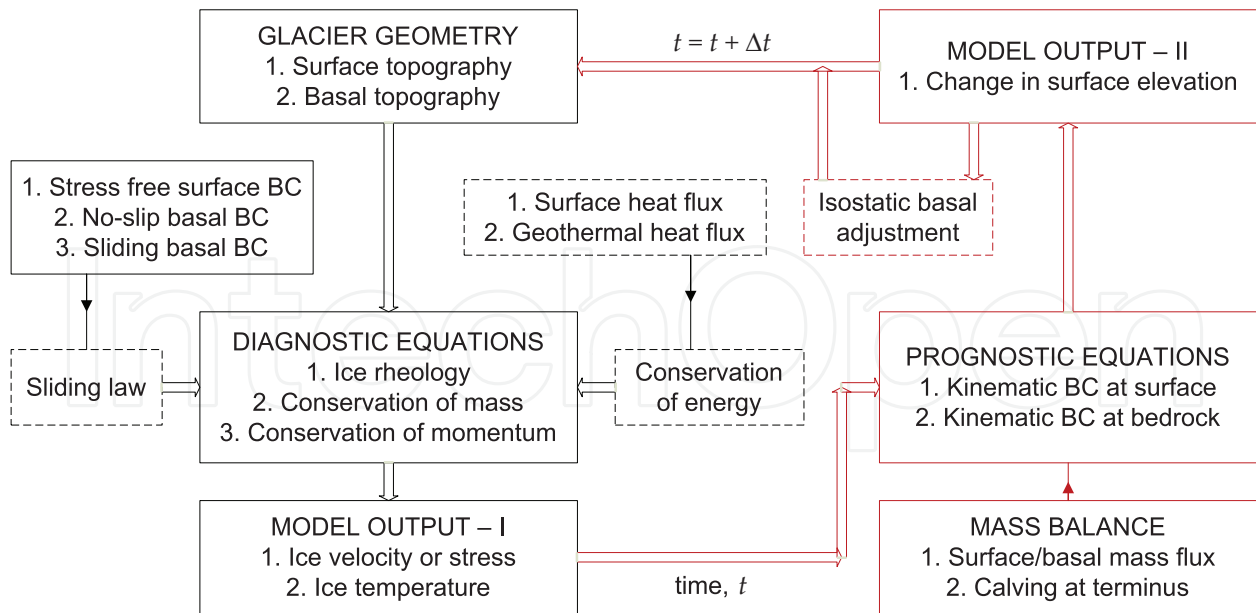 GLACIER GEOMETRY
1. Surface topography
2. Basal topography
t = t + Δt
MODEL OUTPUT – II
1. Change in surface elevation
1. Stress free surface BC
2. No-slip basal BC
3. Sliding basal BC
1. Surface heat flux
2. Geothermal heat flux
Isostatic basal
adjustment
Sliding law
DIAGNOSTIC EQUATIONS
1. Ice rheology
2. Conservation of mass
3. Conservation of momentum
Conservation
of energy
PROGNOSTIC EQUATIONS
1. Kinematic BC at surface
2. Kinematic BC at bedrock
MODEL OUTPUT – I
1. Ice velocity or stress
2. Ice temperature
time, t
MASS BALANCE
1. Surface/basal mass flux
2. Calving at terminus
IntechOpen